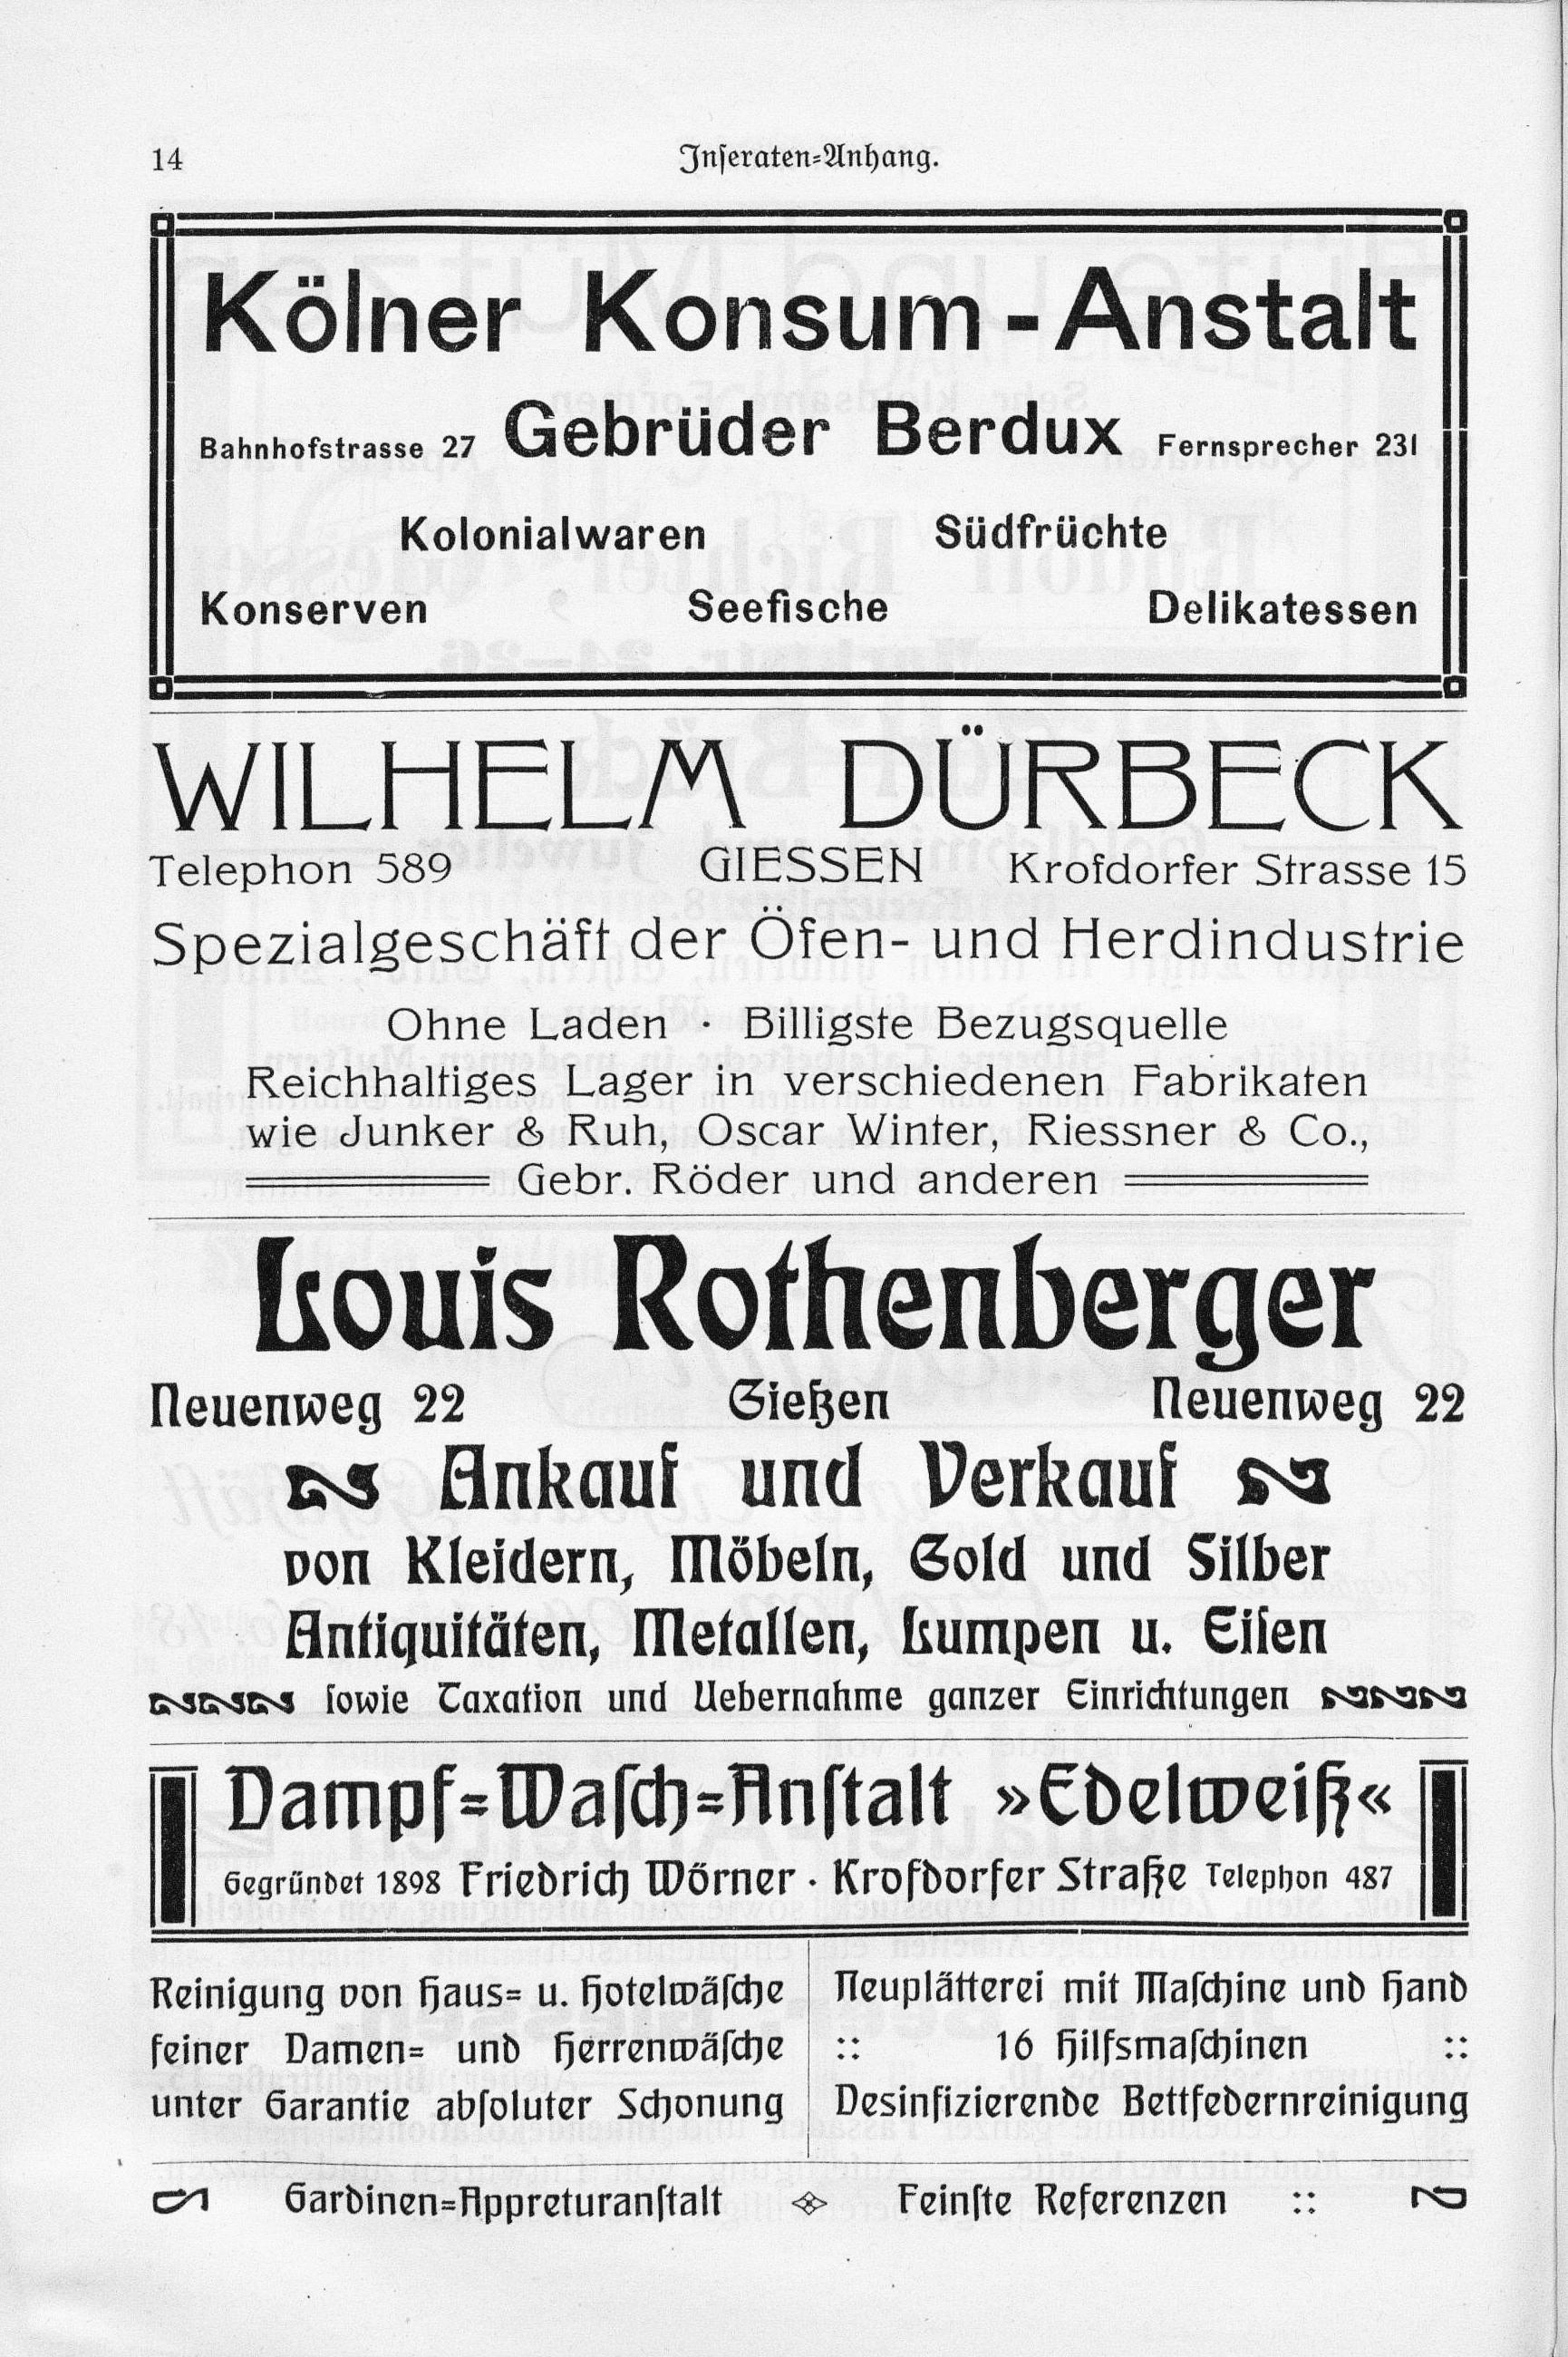 14 Inſeraten=Anhang.
Kölner Konsum-Anstalt
Bahnhofstrasse 27 Gebrüder Berdux Fernsprecher 231
Kolonialwaren Südfrüchte
Konserven Seefische Delikatessen
WILHELM DÜRBECK
Telephon 589 GIESSEN Krofdorfer Strasse 15
Spezialgeschäft der Öfen- und Herdindustrie
Ohne Laden · Billigste Bezugsquelle
Reichhaltiges Lager in verschiedenen Fabrikaten
wie Junker & Ruh, Oscar Winter, Riessner & Co.,
Gebr. Röder und anderen
Louis Rothenberger
Neuenweg 22 Gießen Neuenweg 22
Ankauf und Verkauf
von Kleidern, Möbeln, Gold und Silber
Antiquitäten, Metallen, Lumpen u. Eiſen
ſowie Taxation und Uebernahme ganzer Einrichtungen
Dampf=Waſch=Anſtalt »Edelweiß«
Gegründet 1898 Friedrich Wörner · Krofdorfer Straße Telephon 487
Reinigung von Haus= u. Hotelwäſche
feiner Damen= und Herrenwäſche
unter Garantie abſoluter Schonung
Neuplätterei mit Maſchine und Hand
:: 16 Hilfsmaſchinen ::
Desinfizierende Bettfedernreinigung
Gardinen=Appreturanſtalt Feinſte Referenzen ::